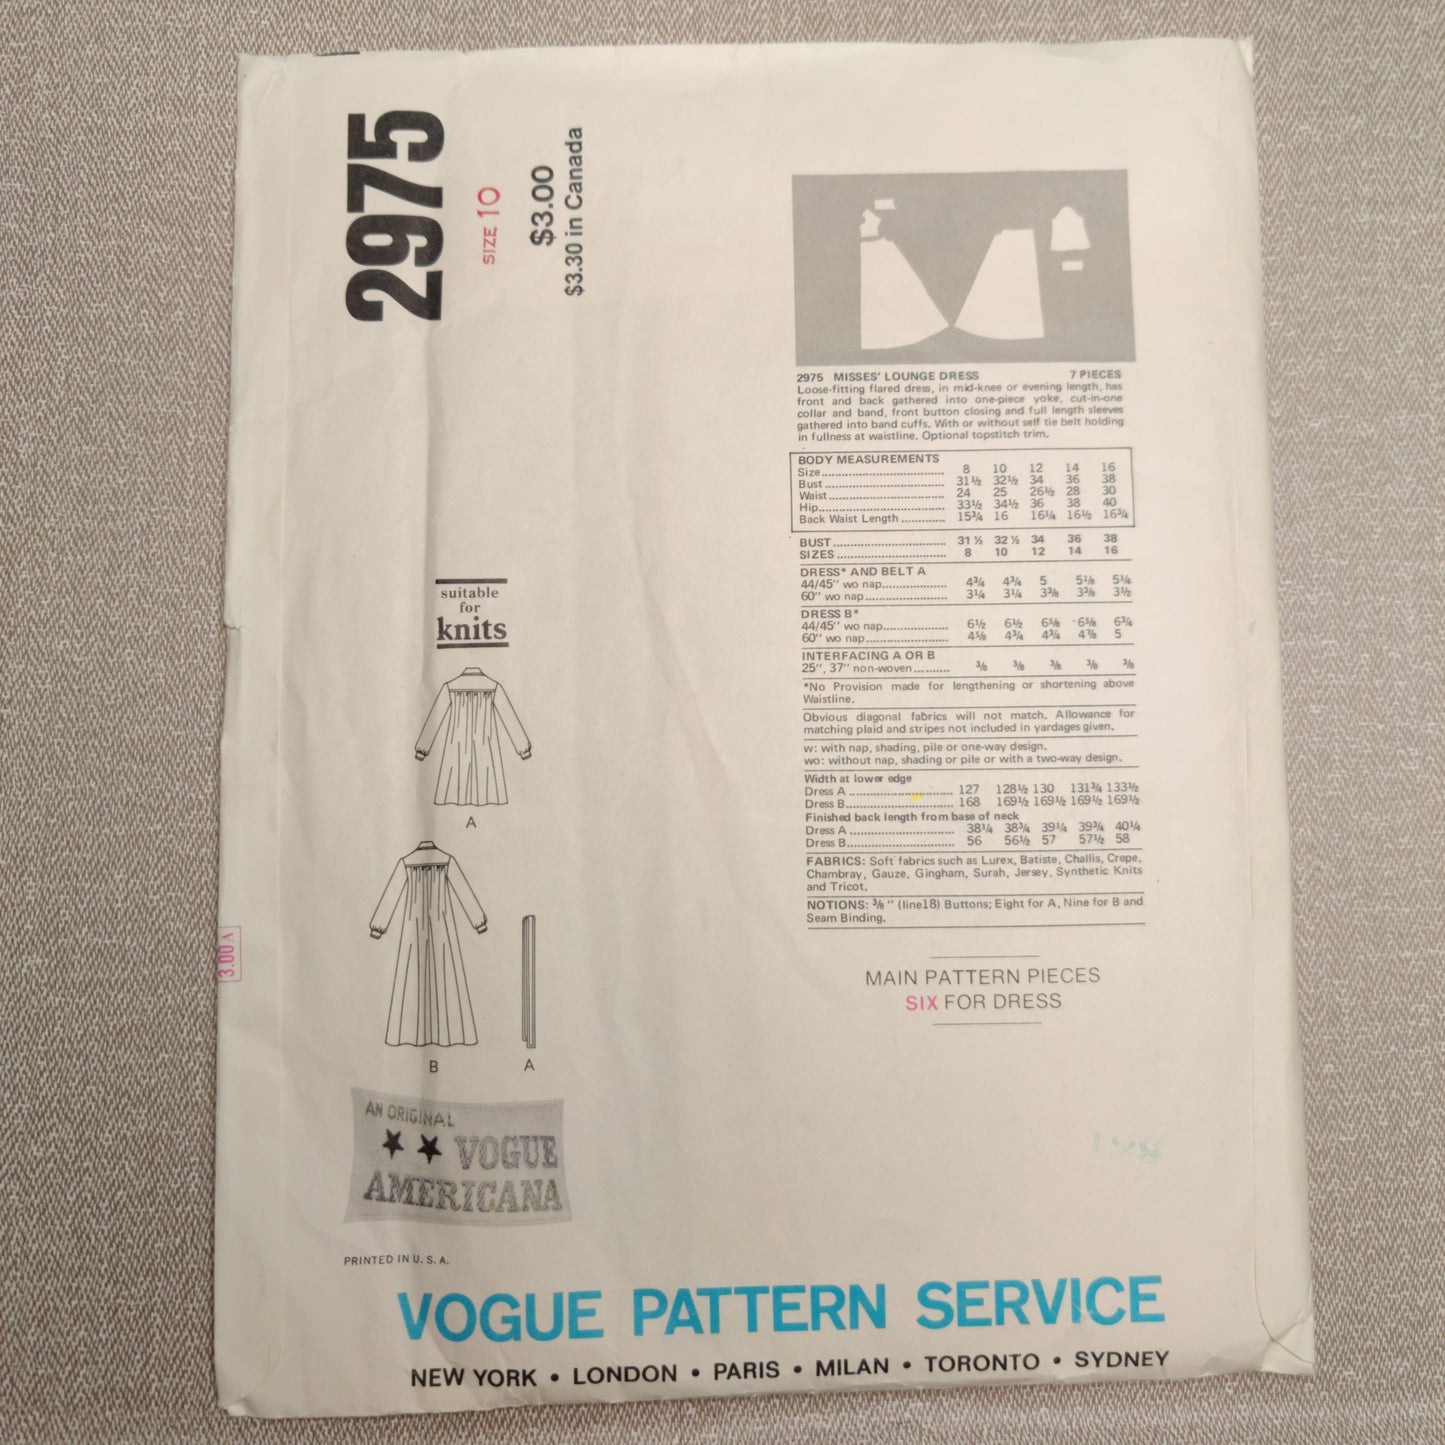 2975
SIZE 10
$3.00
$3.30 in Canada
2975 MISSES' LOUNGE DRESS 7 PIECES
Loose-fitting flared dress, in mid-knee or evening length, has
front and back gathered into one-piece yoke, cut-in-one
collar and band, front button closing and full length sleeves
gathered into band cuffs. With or without self tie belt holding
in fullness at waistline. Optional topstitch trim.
BODY MEASUREMENTS
Size 8 10 12 14 16
Bust 31½ 32½ 34 36 38
Waist 24 25 26½ 28 30
Hip 33½ 34½ 36 38 40
Back Waist Length 15¾ 16 16¼ 16½ 16¾
BUST 31 ½ 32 ½ 34 36 38
SIZES 8 10 12 14 16
DRESS* AND BELT A
44/45" wo nap 4¾ 4¾ 5 5⅛ 5¼
60" wo nap 3¼ 3¼ 3⅜ 3⅜ 3½
DRESS B*
44/45" wo nap 6½ 6½ 6⅝ 6⅝ 6¾
60" wo nap 4⅝ 4¾ 4¾ 4⅞ 5
INTERFACING A OR B
25", 37" non-woven ⅜ ⅜ ⅜ ⅜ ⅜
*No Provision made for lengthening or shortening above
Waistline.
Obvious diagonal fabrics will not match. Allowance for
matching plaid and stripes not included in yardages given.
w: with nap, shading, pile or one-way design.
wo: without nap, shading or pile or with a two-way design.
Width at lower edge
Dress A 127 128½ 130 131¾ 133½
Dress B 168 169½ 169½ 169½ 169½
Finished back length from base of neck
Dress A 38¼ 38¾ 39¼ 39¾ 40¼
Dress B 56 56½ 57 57½ 58
FABRICS: Soft fabrics such as Lurex, Batiste, Challis, Crepe,
Chambray, Gauze, Gingham, Surah, Jersey, Synthetic Knits
and Tricot.
NOTIONS: ⅜" (line18) Buttons; Eight for A, Nine for B and
Seam Binding.
MAIN PATTERN PIECES
SIX FOR DRESS
suitable
for
knits
A
B
A
3.00 A
AN ORIGINAL
VOGUE
AMERICANA
PRINTED IN U. S. A.
VOGUE PATTERN SERVICE
NEW YORK • LONDON • PARIS • MILAN • TORONTO • SYDNEY